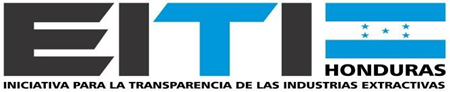 EITI
HONDURAS
INICIATIVA PARA LA TRANSPARENCIA DE LAS INDUSTRIAS EXTRACTIVAS